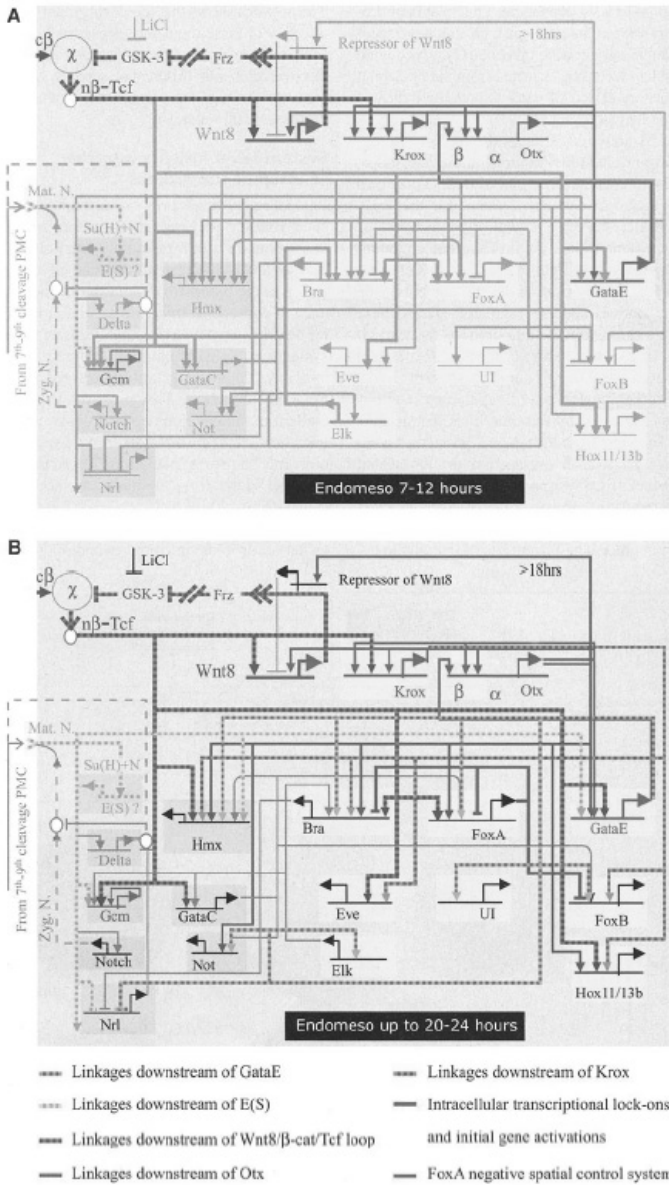 A
LiCl
Repressor of Wnt8
>18hrs
cβ
χ
GSK-3
Frz
nβ-Tcf
Wnt8
Krox
β
α
Otx
Mat. N.
Su(H)+N
E(S) ?
From 7th-9th cleavage PMC
Zyg. N.
Hmx
Bra
FoxA
GataE
Delta
Gcm
GataC
Eve
UI
FoxB
Notch
Not
Elk
Hox11/13b
Nrl
Endomeso 7-12 hours
B
LiCl
Repressor of Wnt8
>18hrs
cβ
χ
GSK-3
Frz
nβ-Tcf
Wnt8
Krox
β
α
Otx
Mat. N.
Su(H)+N
E(S) ?
From 7th-9th cleavage PMC
Zyg. N.
Hmx
Bra
FoxA
GataE
Delta
Gcm
GataC
Eve
UI
FoxB
Notch
Not
Elk
Hox11/13b
Nrl
Endomeso up to 20-24 hours
Linkages downstream of GataE
Linkages downstream of E(S)
Linkages downstream of Wnt8/β-cat/Tcf loop
Linkages downstream of Otx
Linkages downstream of Krox
Intracellular transcriptional lock-ons
and initial gene activations
FoxA negative spatial control system